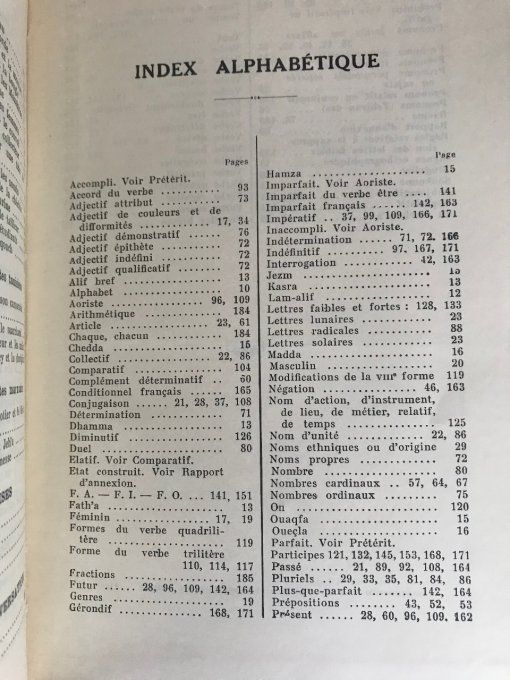 INDEX ALPHABÉTIQUE
Pages
Accompli. Voir Prétérit.
Accord du verbe .......... 93
Adjectif attribut .......... 73
Adjectif de couleurs et de
difformités .......... 17, 34
Adjectif démonstratif ...... 76
Adjectif épithète .......... 72
Adjectif indéfini .......... 72
Adjectif qualificatif ...... 72
Alif bref .......... 13
Alphabet .......... 10
Aoriste .......... 96, 109
Arithmétique .......... 184
Article .......... 23, 61
Chaque, chacun .......... 184
Chedda .......... 15
Collectif .......... 22, 86
Comparatif .......... 104
Complément déterminatif .. 60
Conditionnel français ..... 165
Conjugaison ..... 21, 28, 37, 108
Détermination .......... 71
Dhamma .......... 13
Diminutif .......... 126
Duel .......... 80
Elatif. Voir Comparatif.
Etat construit. Voir Rapport
d'annexion.
F. A. — F. I. — F. O. ... 141, 151
Fath'a .......... 13
Féminin .......... 17, 19
Formes du verbe quadrili-
tère .......... 119
Forme du verbe trilitère
110, 114, 117
Fractions .......... 185
Futur .... 28, 96, 109, 142, 164
Genres .......... 19
Gérondif .......... 168, 171
Page
Hamza .......... 15
Imparfait. Voir Aoriste.
Imparfait du verbe être .... 141
Imparfait français ..... 142, 163
Impératif .. 37, 99, 109, 166, 171
Inaccompli. Voir Aoriste.
Indétermination ..... 71, 72, 166
Indéfinitif ....... 97, 167, 171
Interrogation ....... 42, 163
Jezm .......... 15
Kasra .......... 13
Lam-alif .......... 12
Lettres faibles et fortes : 128, 133
Lettres lunaires .......... 23
Lettres radicales .......... 88
Lettres solaires .......... 23
Madda .......... 16
Masculin .......... 20
Modifications de la VIIIᵉ forme 119
Négation .......... 46, 163
Nom d'action, d'instrument,
de lieu, de métier, relatif,
de temps .......... 125
Nom d'unité .......... 22, 86
Noms ethniques ou d'origine 29
Noms propres .......... 72
Nombre .......... 80
Nombres cardinaux .. 57, 64, 67
Nombres ordinaux ........ 75
On .......... 120
Ouaqfa .......... 15
Oueçla .......... 16
Parfait. Voir Prétérit.
Participes 121, 132, 145, 153, 168, 171
Passé .... 21, 89, 92, 108, 164
Pluriels .. 29, 33, 35, 81, 84, 86
Plus-que-parfait ...... 142, 164
Prépositions ....... 43, 52, 53
Présent .... 28, 60, 96, 109, 162